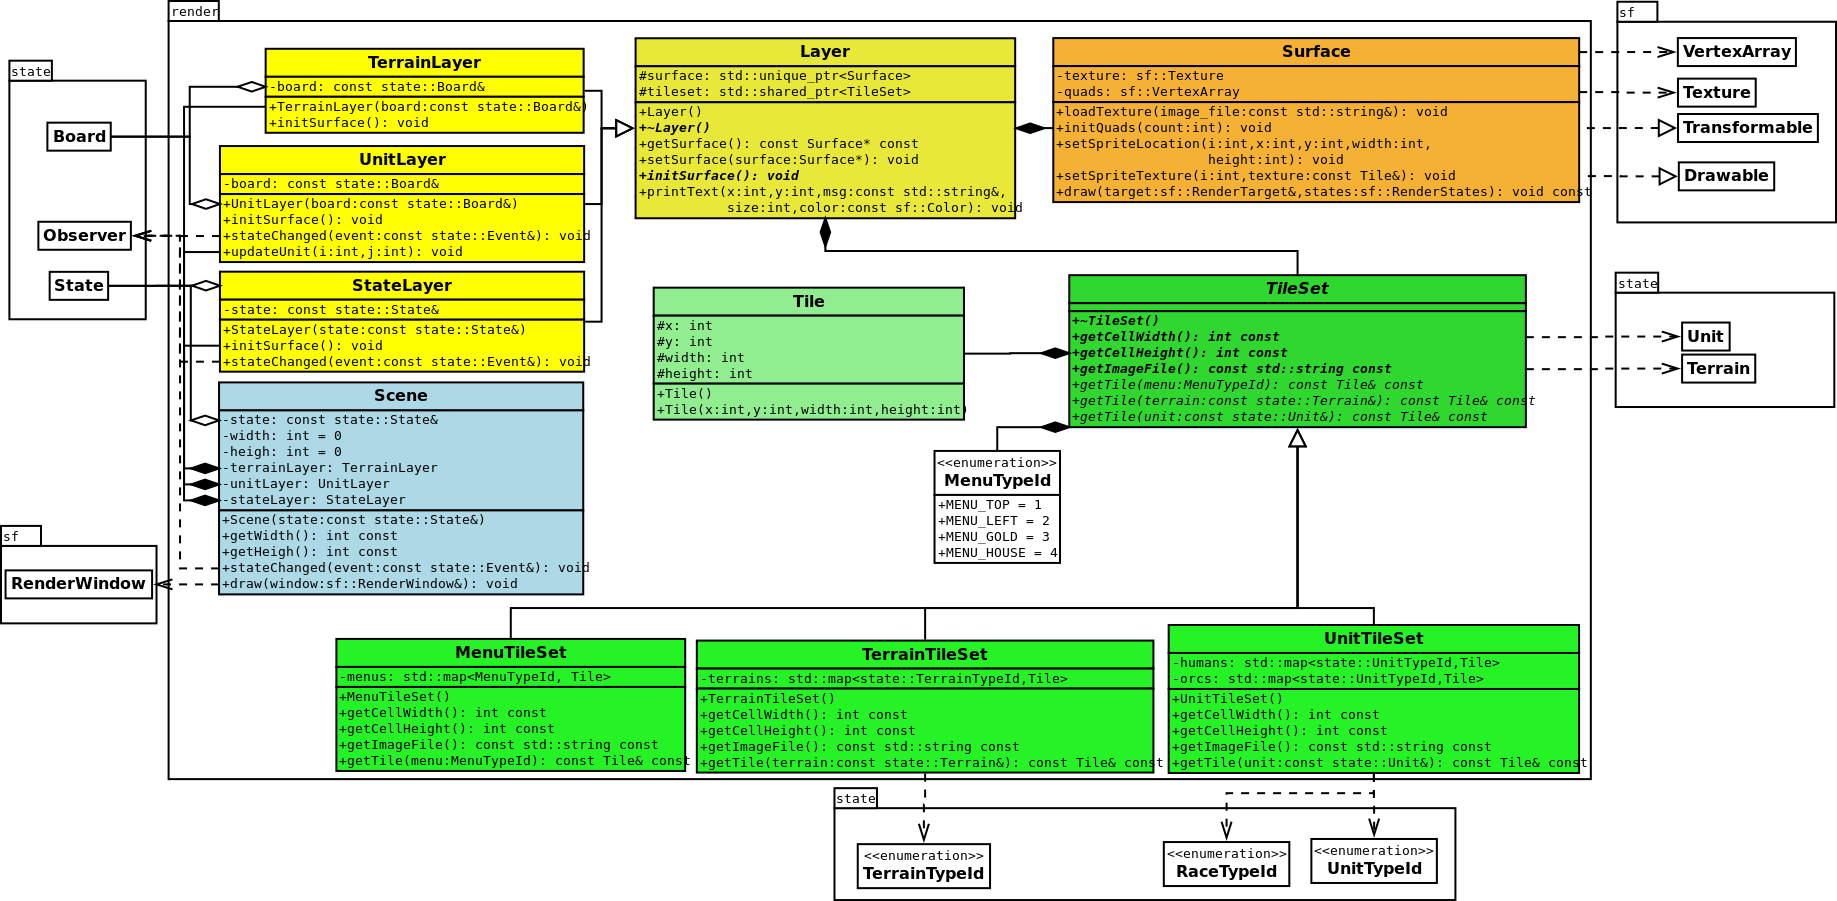 render
TerrainLayer
-board: const state::Board&
+TerrainLayer(board:const state::Board&)
+initSurface(): void
UnitLayer
-board: const state::Board&
+UnitLayer(board:const state::Board&)
+initSurface(): void
+stateChanged(event:const state::Event&): void
+updateUnit(i:int,j:int): void
StateLayer
-state: const state::State&
+StateLayer(state:const state::State&)
+initSurface(): void
+stateChanged(event:const state::Event&): void
Scene
-state: const state::State&
-width: int = 0
-heigh: int = 0
-terrainLayer: TerrainLayer
-unitLayer: UnitLayer
-stateLayer: StateLayer
+Scene(state:const state::State&)
+getWidth(): int const
+getHeigh(): int const
+stateChanged(event:const state::Event&): void
+draw(window:sf::RenderWindow&): void
state
Board
Observer
State
sf
RenderWindow
Layer
#surface: std::unique_ptr<Surface>
#tileset: std::shared_ptr<TileSet>
+Layer()
+~Layer()
+getSurface(): const Surface* const
+setSurface(surface:Surface*): void
+initSurface(): void
+printText(x:int,y:int,msg:const std::string&,
size:int,color:const sf::Color): void
Surface
-texture: sf::Texture
-quads: sf::VertexArray
+loadTexture(image_file:const std::string&): void
+initQuads(count:int): void
+setSpriteLocation(i:int,x:int,y:int,width:int,
height:int): void
+setSpriteTexture(i:int,texture:const Tile&): void
+draw(target:sf::RenderTarget&,states:sf::RenderStates): void const
sf
VertexArray
Texture
Transformable
Drawable
Tile
#x: int
#y: int
#width: int
#height: int
+Tile()
+Tile(x:int,y:int,width:int,height:int)
TileSet
+~TileSet()
+getCellWidth(): int const
+getCellHeight(): int const
+getImageFile(): const std::string const
+getTile(menu:MenuTypeId): const Tile& const
+getTile(terrain:const state::Terrain&): const Tile& const
+getTile(unit:const state::Unit&): const Tile& const
state
Unit
Terrain
<<enumeration>>
MenuTypeId
+MENU_TOP = 1
+MENU_LEFT = 2
+MENU_GOLD = 3
+MENU_HOUSE = 4
MenuTileSet
-menus: std::map<MenuTypeId, Tile>
+MenuTileSet()
+getCellWidth(): int const
+getCellHeight(): int const
+getImageFile(): const std::string const
+getTile(menu:MenuTypeId): const Tile& const
TerrainTileSet
-terrains: std::map<state::TerrainTypeId,Tile>
+TerrainTileSet()
+getCellWidth(): int const
+getCellHeight(): int const
+getImageFile(): const std::string const
+getTile(terrain:const state::Terrain&): const Tile& const
UnitTileSet
-humans: std::map<state::UnitTypeId,Tile>
-orcs: std::map<state::UnitTypeId,Tile>
+UnitTileSet()
+getCellWidth(): int const
+getCellHeight(): int const
+getImageFile(): const std::string const
+getTile(unit:const state::Unit&): const Tile& const
state
<<enumeration>>
TerrainTypeId
<<enumeration>>
RaceTypeId
<<enumeration>>
UnitTypeId